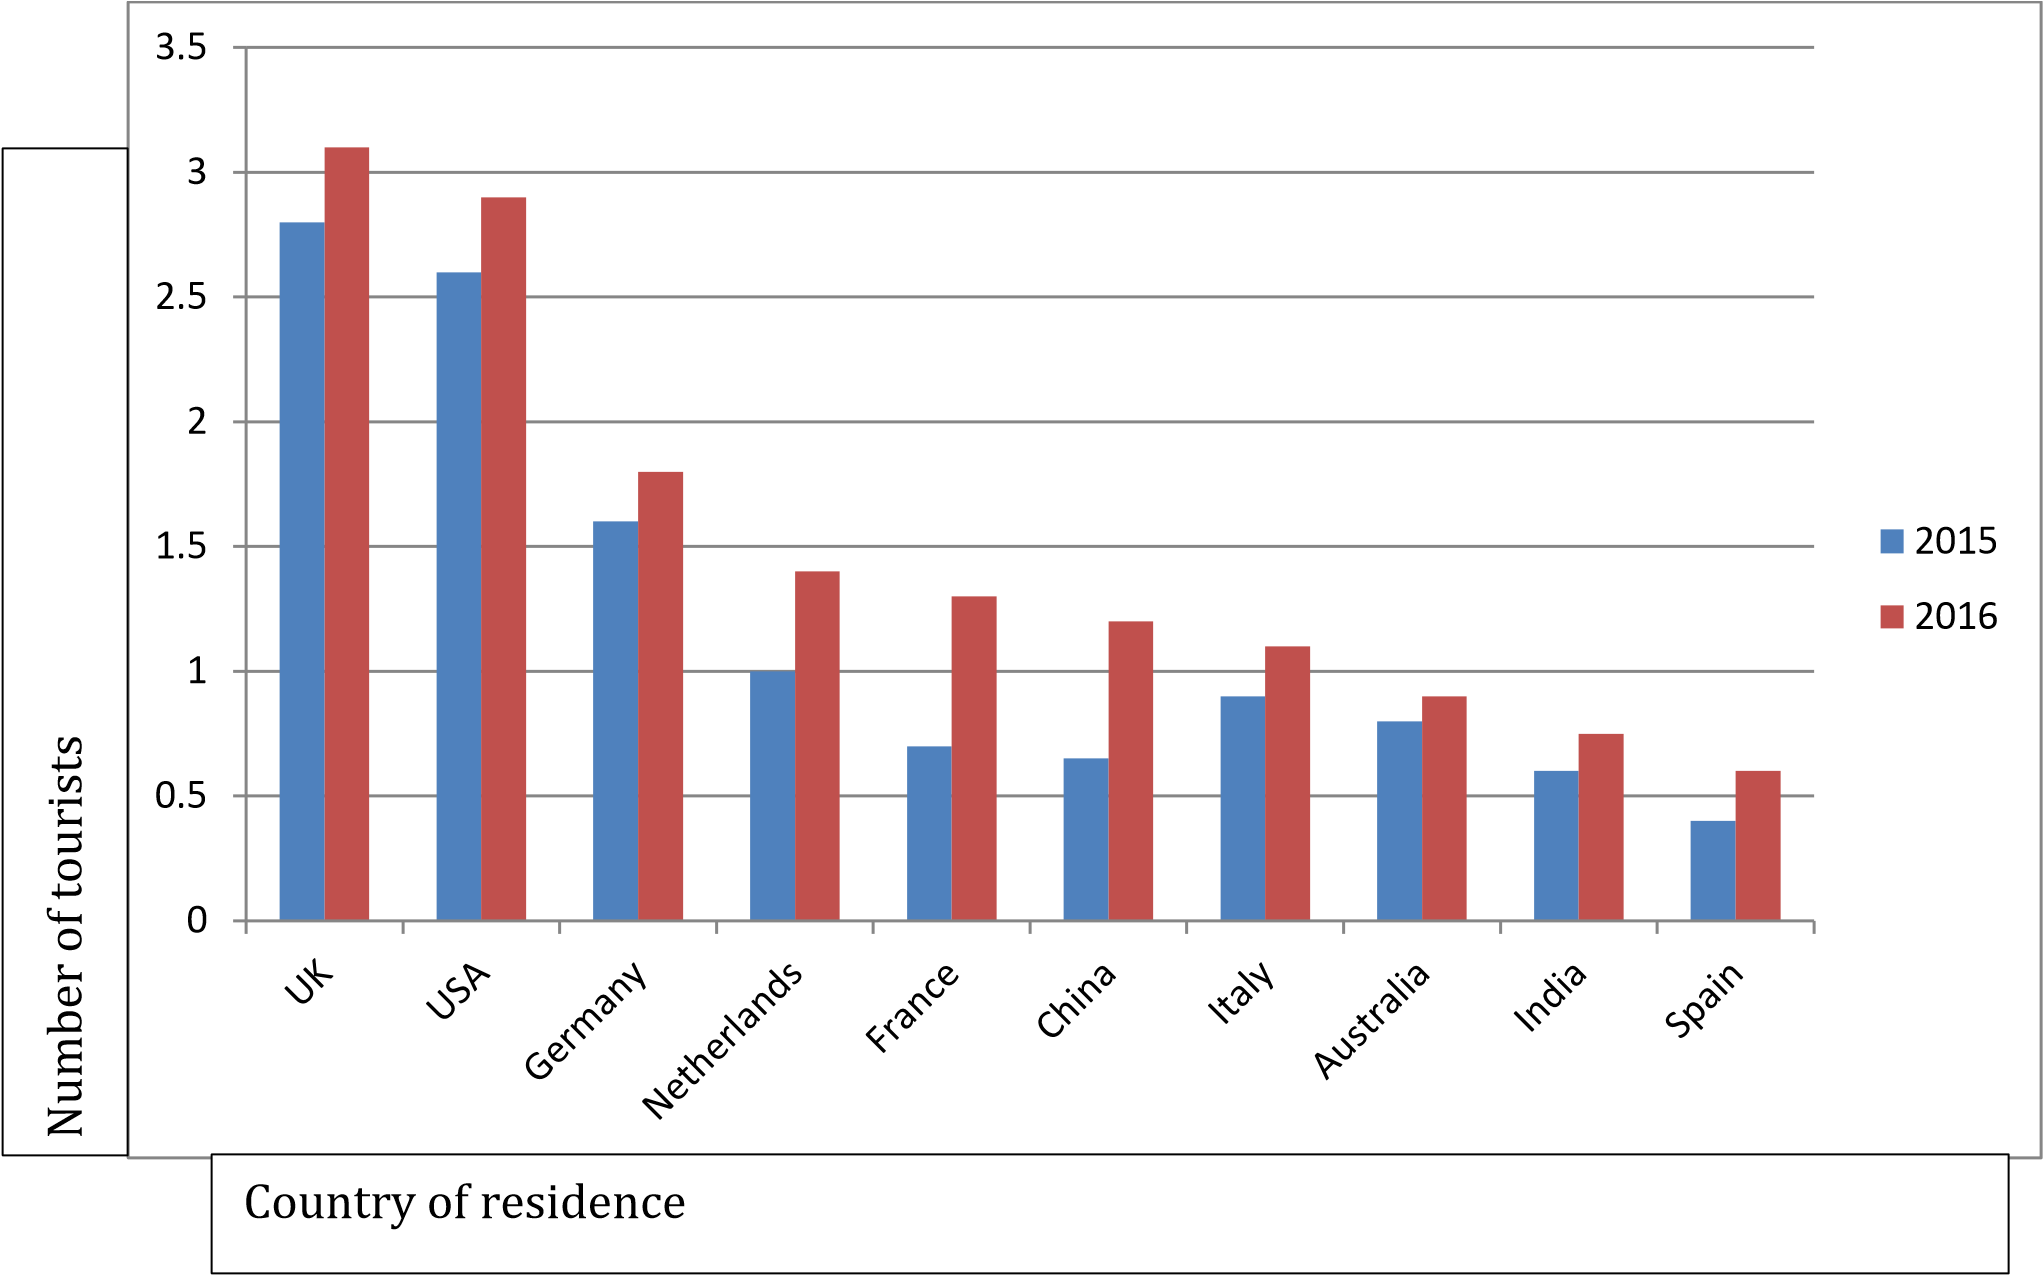 3.5
3
2.5
2
1.5
1
0.5
0
Number of tourists
UK
USA
Germany
Netherlands
France
China
Italy
Australia
India
Spain
2015
2016
Country of residence